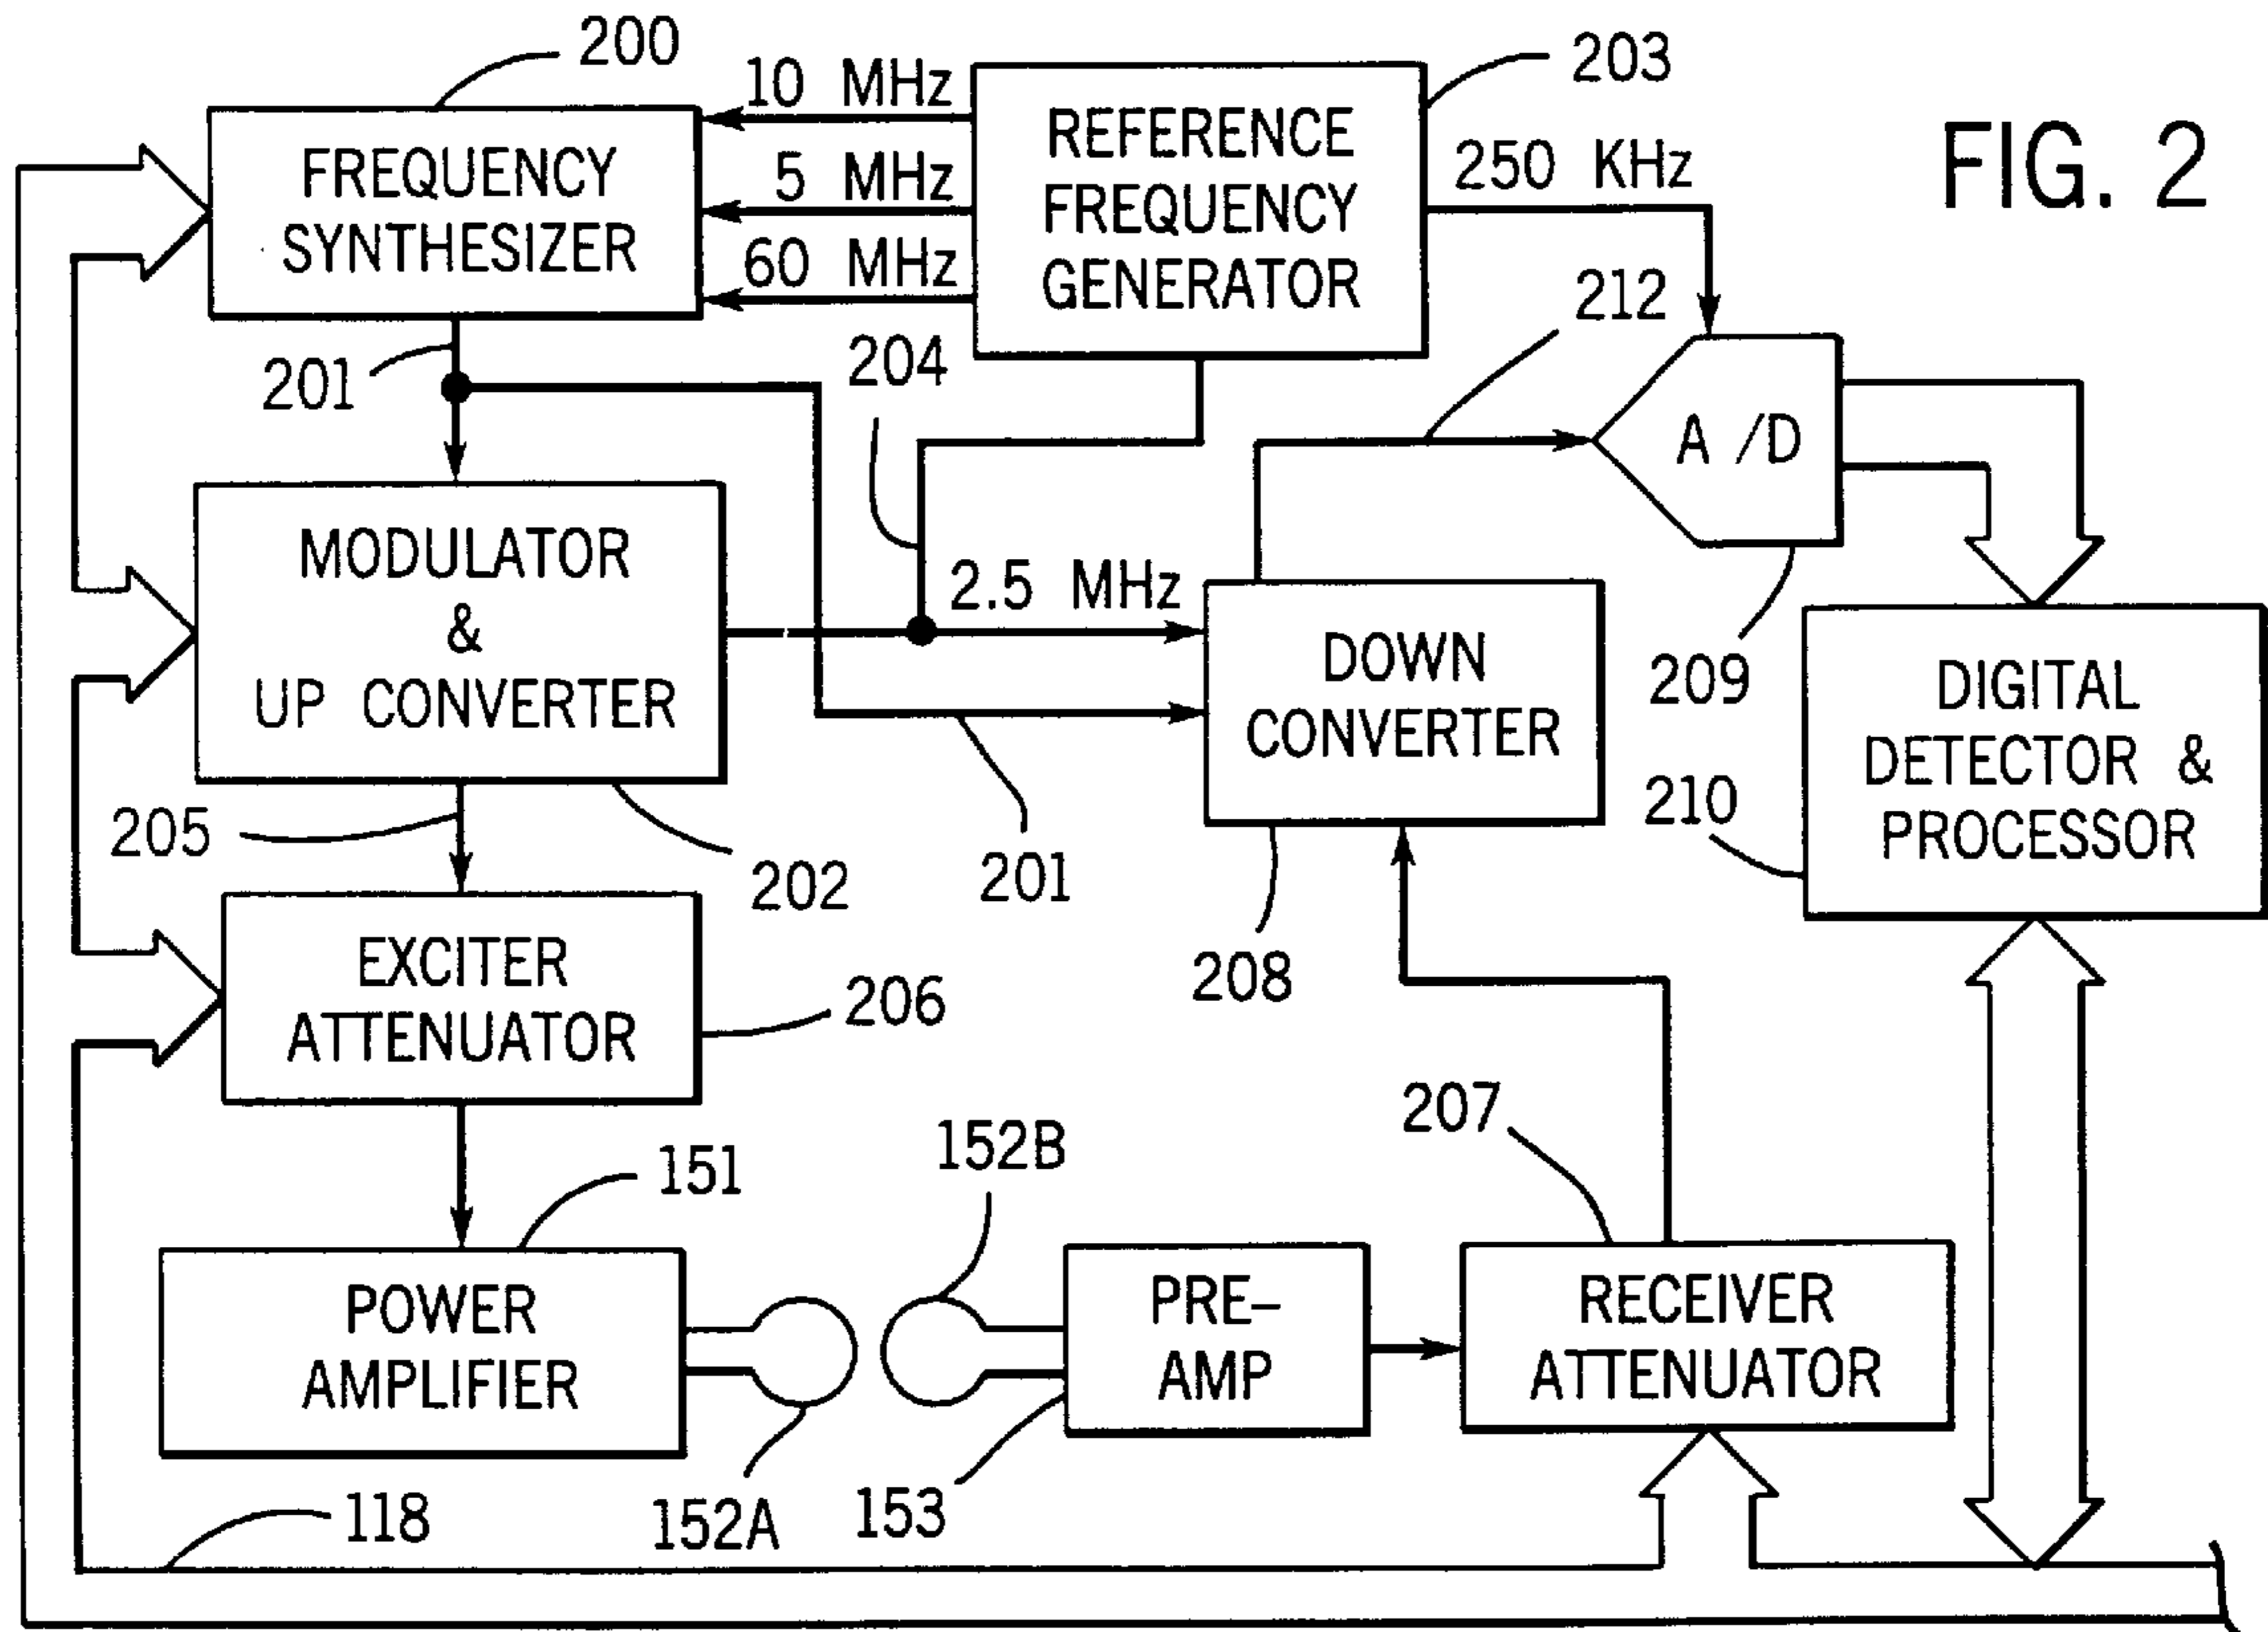 200
10 MHz
203
FIG. 2
FREQUENCY
SYNTHESIZER
5 MHz
60 MHz
REFERENCE
FREQUENCY
GENERATOR
250 KHz
212
201
204
A /D
MODULATOR
&
UP CONVERTER
2.5 MHz
DOWN
CONVERTER
209
DIGITAL
DETECTOR &
PROCESSOR
210
205
202
201
208
EXCITER
ATTENUATOR
206
207
151
152B
POWER
AMPLIFIER
PRE–
AMP
RECEIVER
ATTENUATOR
118
152A
153